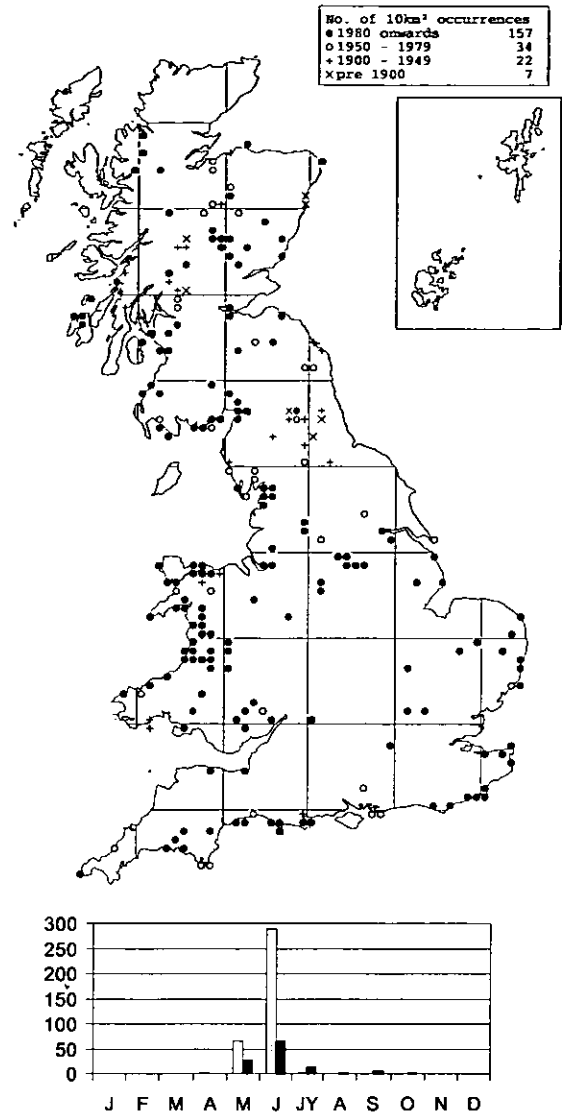 No. of 10km² occurrences
● 1980 onwards 157
○ 1950 - 1979 34
+ 1900 - 1949 22
× pre 1900 7
300
250
200
150
100
50
0
J F M A M J JY A S O N D